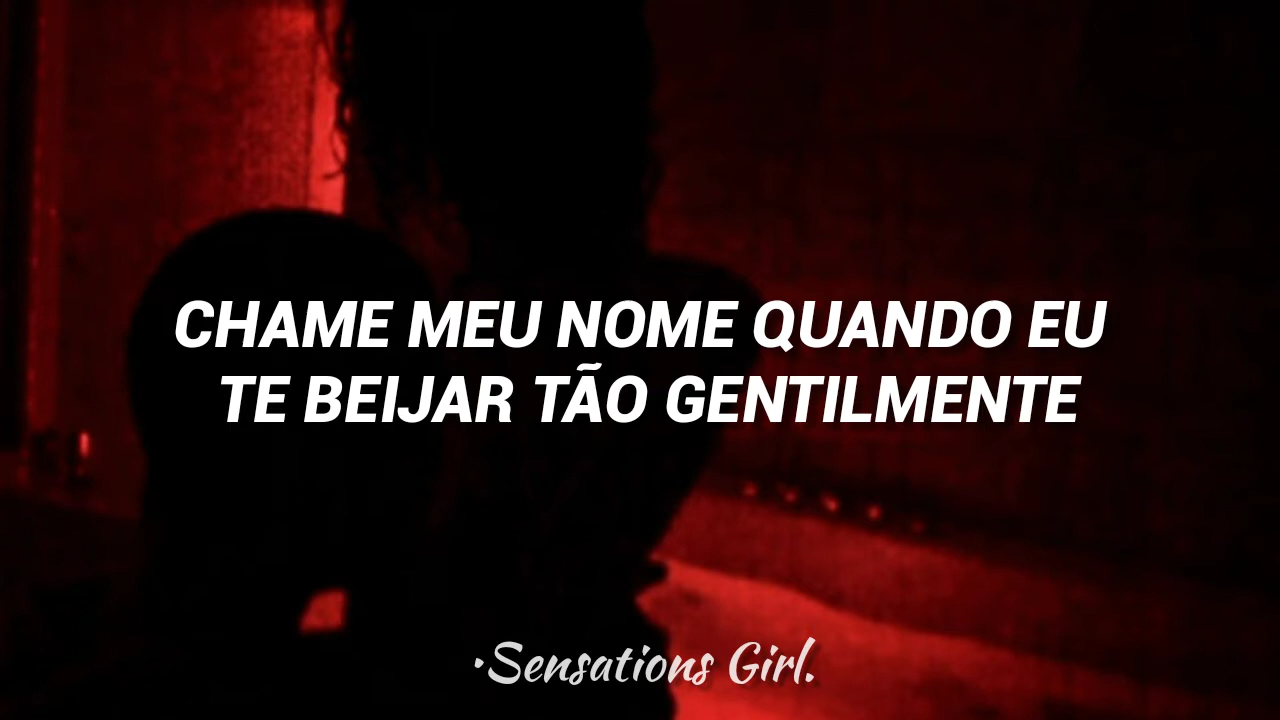 CHAME MEU NOME QUANDO EU
TE BEIJAR TÃO GENTILMENTE
·Sensations Girl.